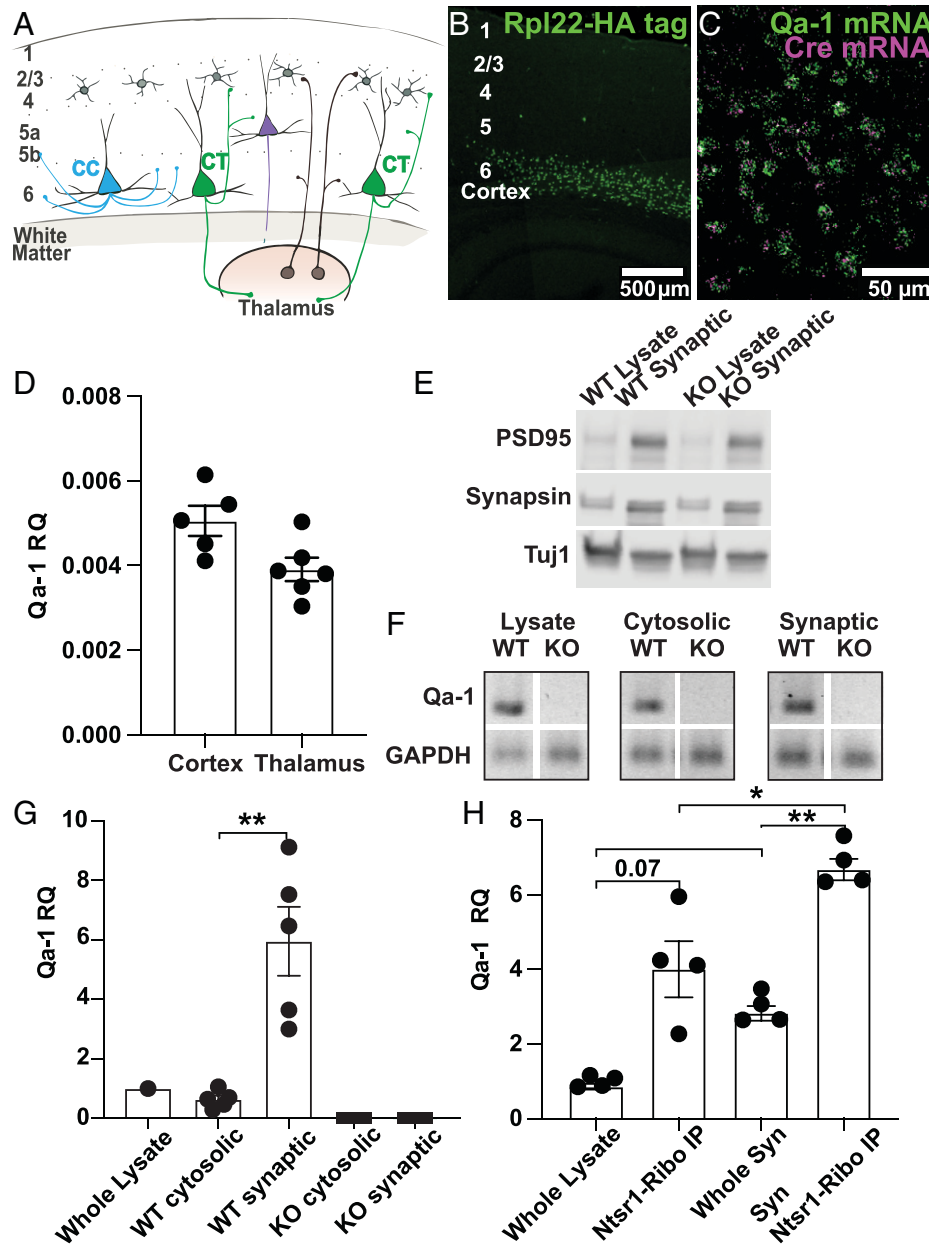 A
1
2/3
4
5a
5b
6
CC
CT
CT
White
Matter
Thalamus
B
Rpl22-HA tag
1
2/3
4
5
6
Cortex
500µm
C
Qa-1 mRNA
Cre mRNA
50 µm
D
0.008
0.006
0.004
0.002
0.000
Qa-1 RQ
Cortex Thalamus
E
WT Lysate
WT Synaptic
KO Lysate
KO Synaptic
PSD95
Synapsin
Tuj1
F
Lysate Cytosolic Synaptic
WT KO WT KO WT KO
Qa-1
GAPDH
G
10
8
6
4
2
0
Qa-1 RQ
**
Whole Lysate
WT cytosolic
WT synaptic
KO cytosolic
KO synaptic
H
8
6
4
2
0
Qa-1 RQ
*
**
0.07
Whole Lysate
Ntsr1-Ribo IP
Whole Syn
Syn
Ntsr1-Ribo IP